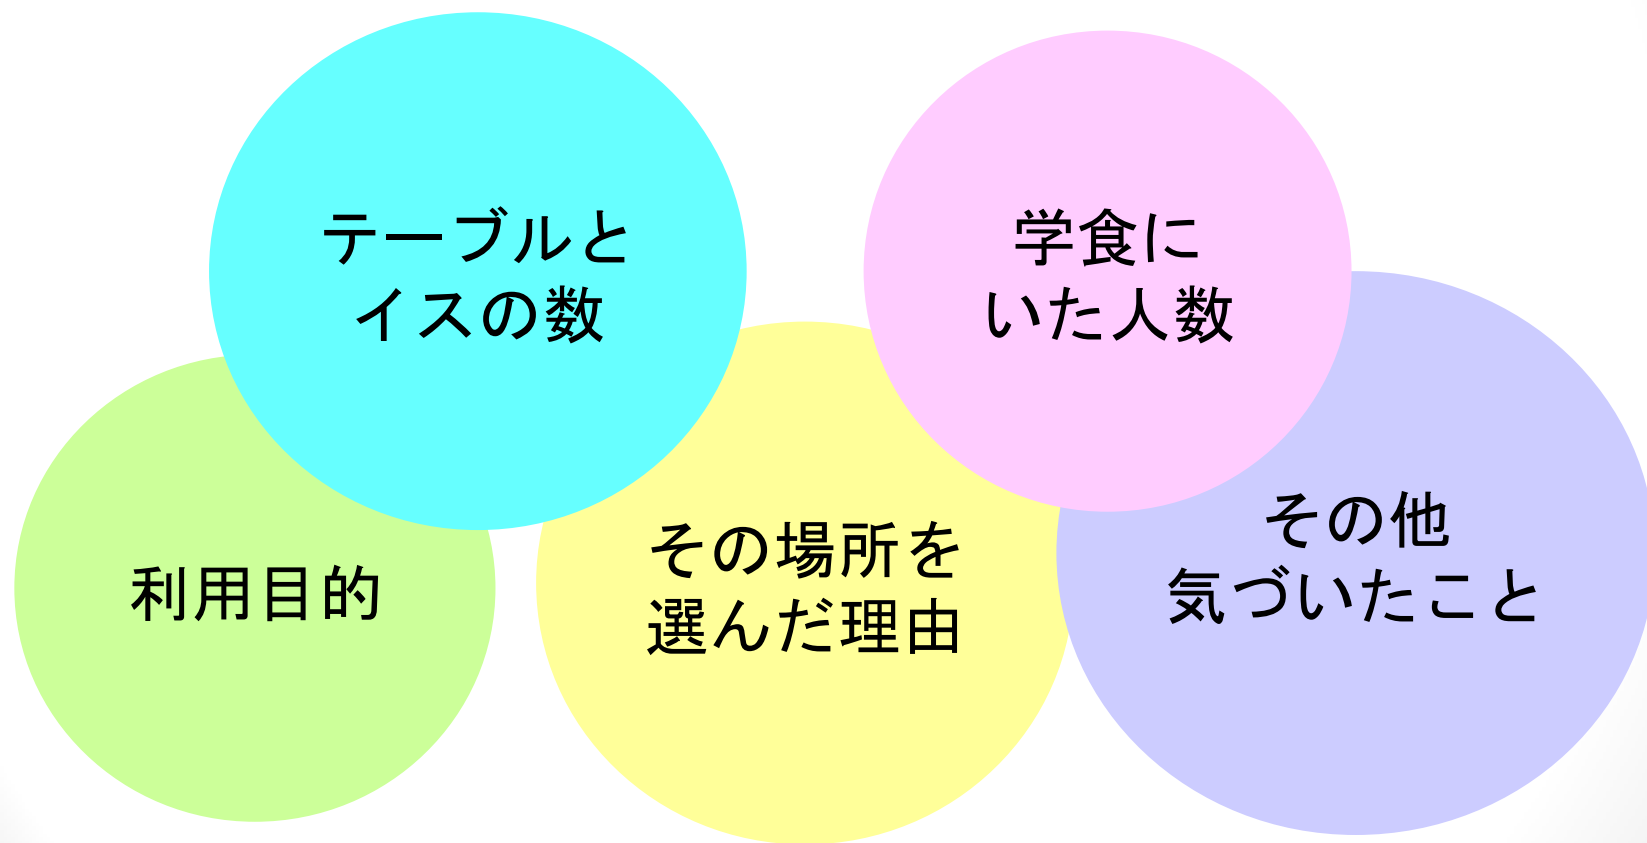 テーブルと
イスの数
学食に
いた人数
利用目的
その場所を
選んだ理由
その他
気づいたこと